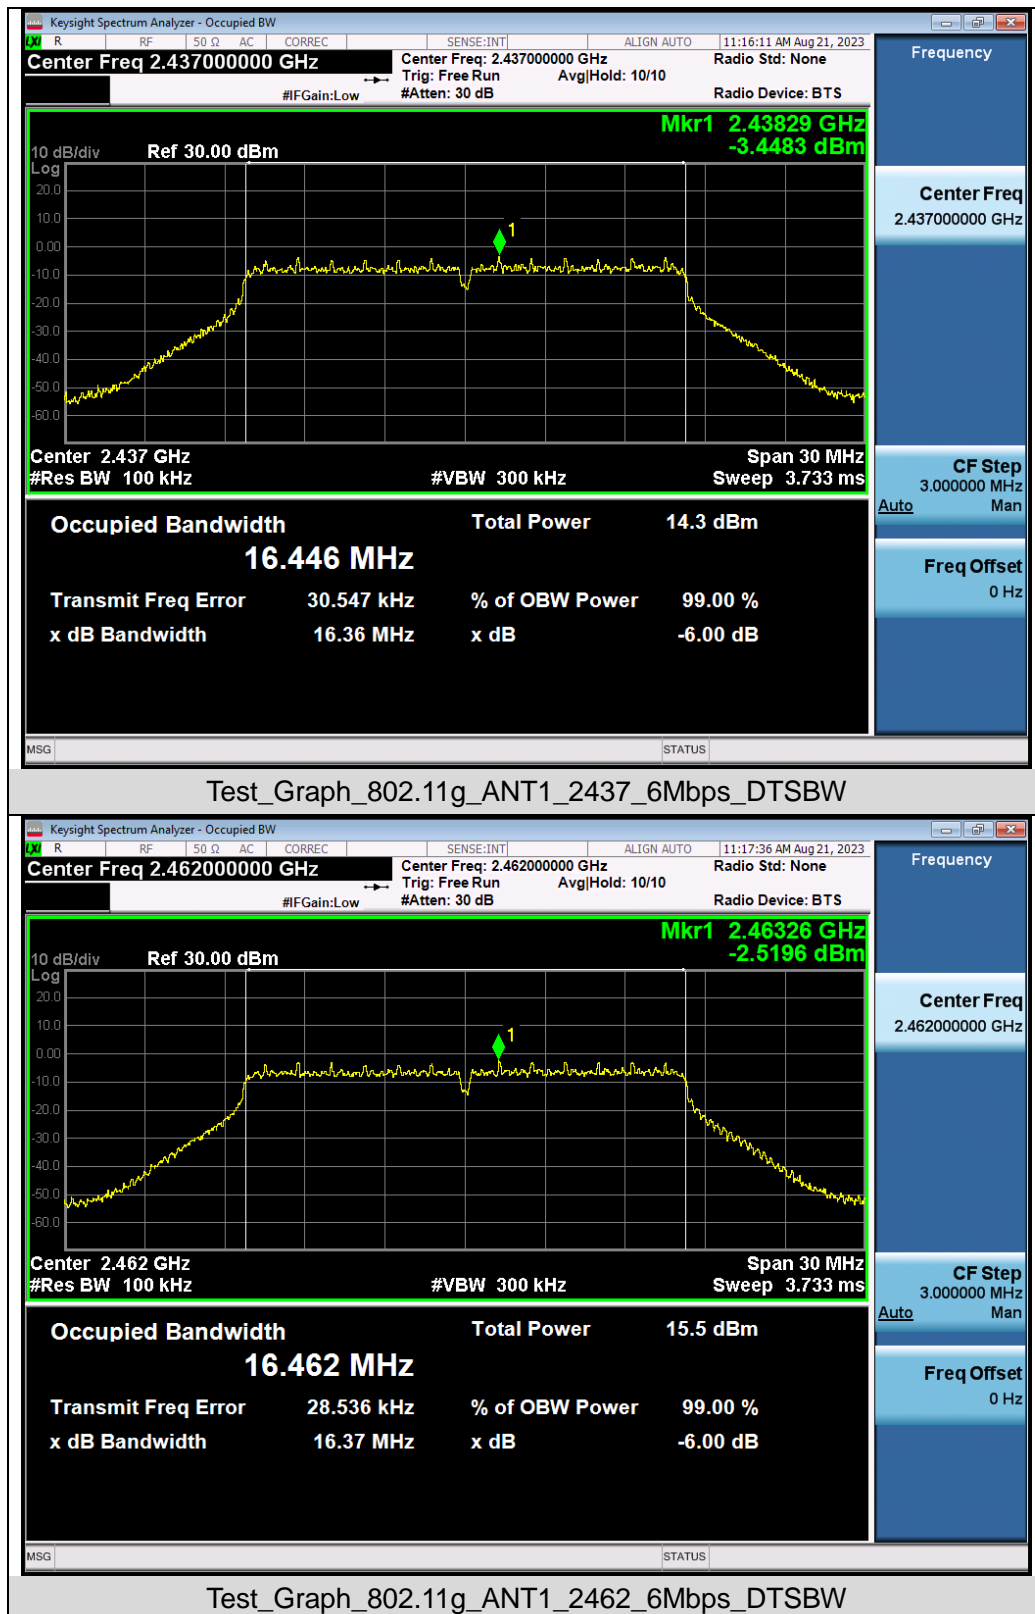 Keysight Spectrum Analyzer - Occupied BW
LXI R RF 50 Ω AC CORREC SENSE:INT ALIGN AUTO 11:16:11 AM Aug 21, 2023
Center Freq 2.437000000 GHz
Center Freq: 2.437000000 GHz
Radio Std: None
Trig: Free Run Avg|Hold: 10/10
#IFGain:Low #Atten: 30 dB Radio Device: BTS
Frequency
Mkr1 2.43829 GHz
-3.4483 dBm
10 dB/div Ref 30.00 dBm
Log
20.0
10.0
0.00
-10.0
-20.0
-30.0
-40.0
-50.0
-60.0
1
Center 2.437 GHz Span 30 MHz
#Res BW 100 kHz #VBW 300 kHz Sweep 3.733 ms
Center Freq
2.437000000 GHz
CF Step
3.000000 MHz
Auto Man
Freq Offset
0 Hz
Occupied Bandwidth Total Power 14.3 dBm
16.446 MHz
Transmit Freq Error 30.547 kHz % of OBW Power 99.00 %
x dB Bandwidth 16.36 MHz x dB -6.00 dB
MSG STATUS
Test_Graph_802.11g_ANT1_2437_6Mbps_DTSBW
Keysight Spectrum Analyzer - Occupied BW
LXI R RF 50 Ω AC CORREC SENSE:INT ALIGN AUTO 11:17:36 AM Aug 21, 2023
Center Freq 2.462000000 GHz
Center Freq: 2.462000000 GHz
Radio Std: None
Trig: Free Run Avg|Hold: 10/10
#IFGain:Low #Atten: 30 dB Radio Device: BTS
Frequency
Mkr1 2.46326 GHz
-2.5196 dBm
10 dB/div Ref 30.00 dBm
Log
20.0
10.0
0.00
-10.0
-20.0
-30.0
-40.0
-50.0
-60.0
1
Center 2.462 GHz Span 30 MHz
#Res BW 100 kHz #VBW 300 kHz Sweep 3.733 ms
Center Freq
2.462000000 GHz
CF Step
3.000000 MHz
Auto Man
Freq Offset
0 Hz
Occupied Bandwidth Total Power 15.5 dBm
16.462 MHz
Transmit Freq Error 28.536 kHz % of OBW Power 99.00 %
x dB Bandwidth 16.37 MHz x dB -6.00 dB
MSG STATUS
Test_Graph_802.11g_ANT1_2462_6Mbps_DTSBW